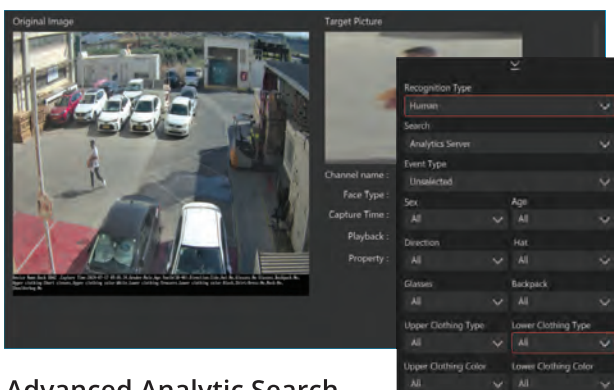 Original Image
Target Picture
Recognition Type
Human
Search
Analytics Server
Channel name :
Event Type
Unselected
Face Type :
Sex
Age
Capture Time :
All
All
Playback :
Direction
Hat
Property :
All
All
Glasses
Backpack
All
All
Upper Clothing Type
Lower Clothing Type
All
All
Upper Clothing Color
Lower Clothing Color
All
All
Advanced Analytic Search